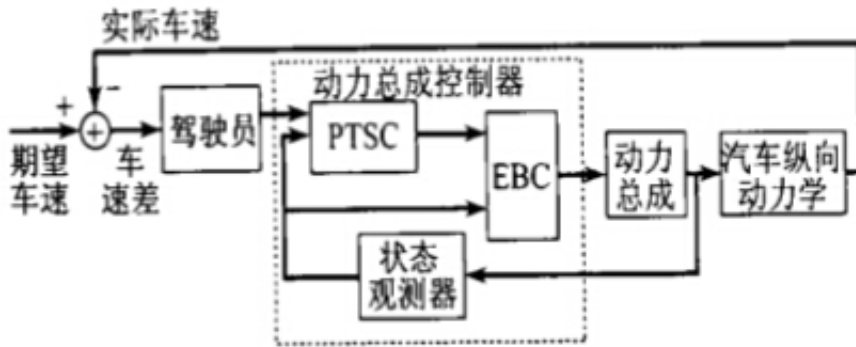 实际车速
动力总成控制器
+
-
+
驾驶员
PTSC
EBC
期望
车速
车
速差
动力
总成
汽车纵向
动力学
状态
观测器